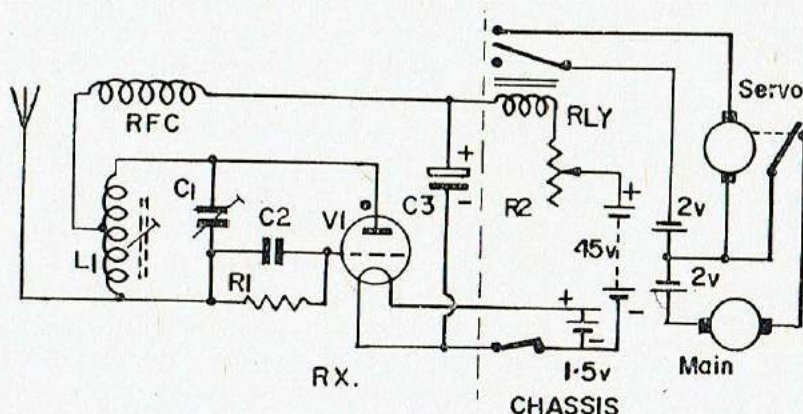 Servo
RFC
RLY
+
C1
C2
V1
C3
-
R2
+
2v
45v
L1
R1
2v
+
-
-
1.5v
Main
RX.
CHASSIS